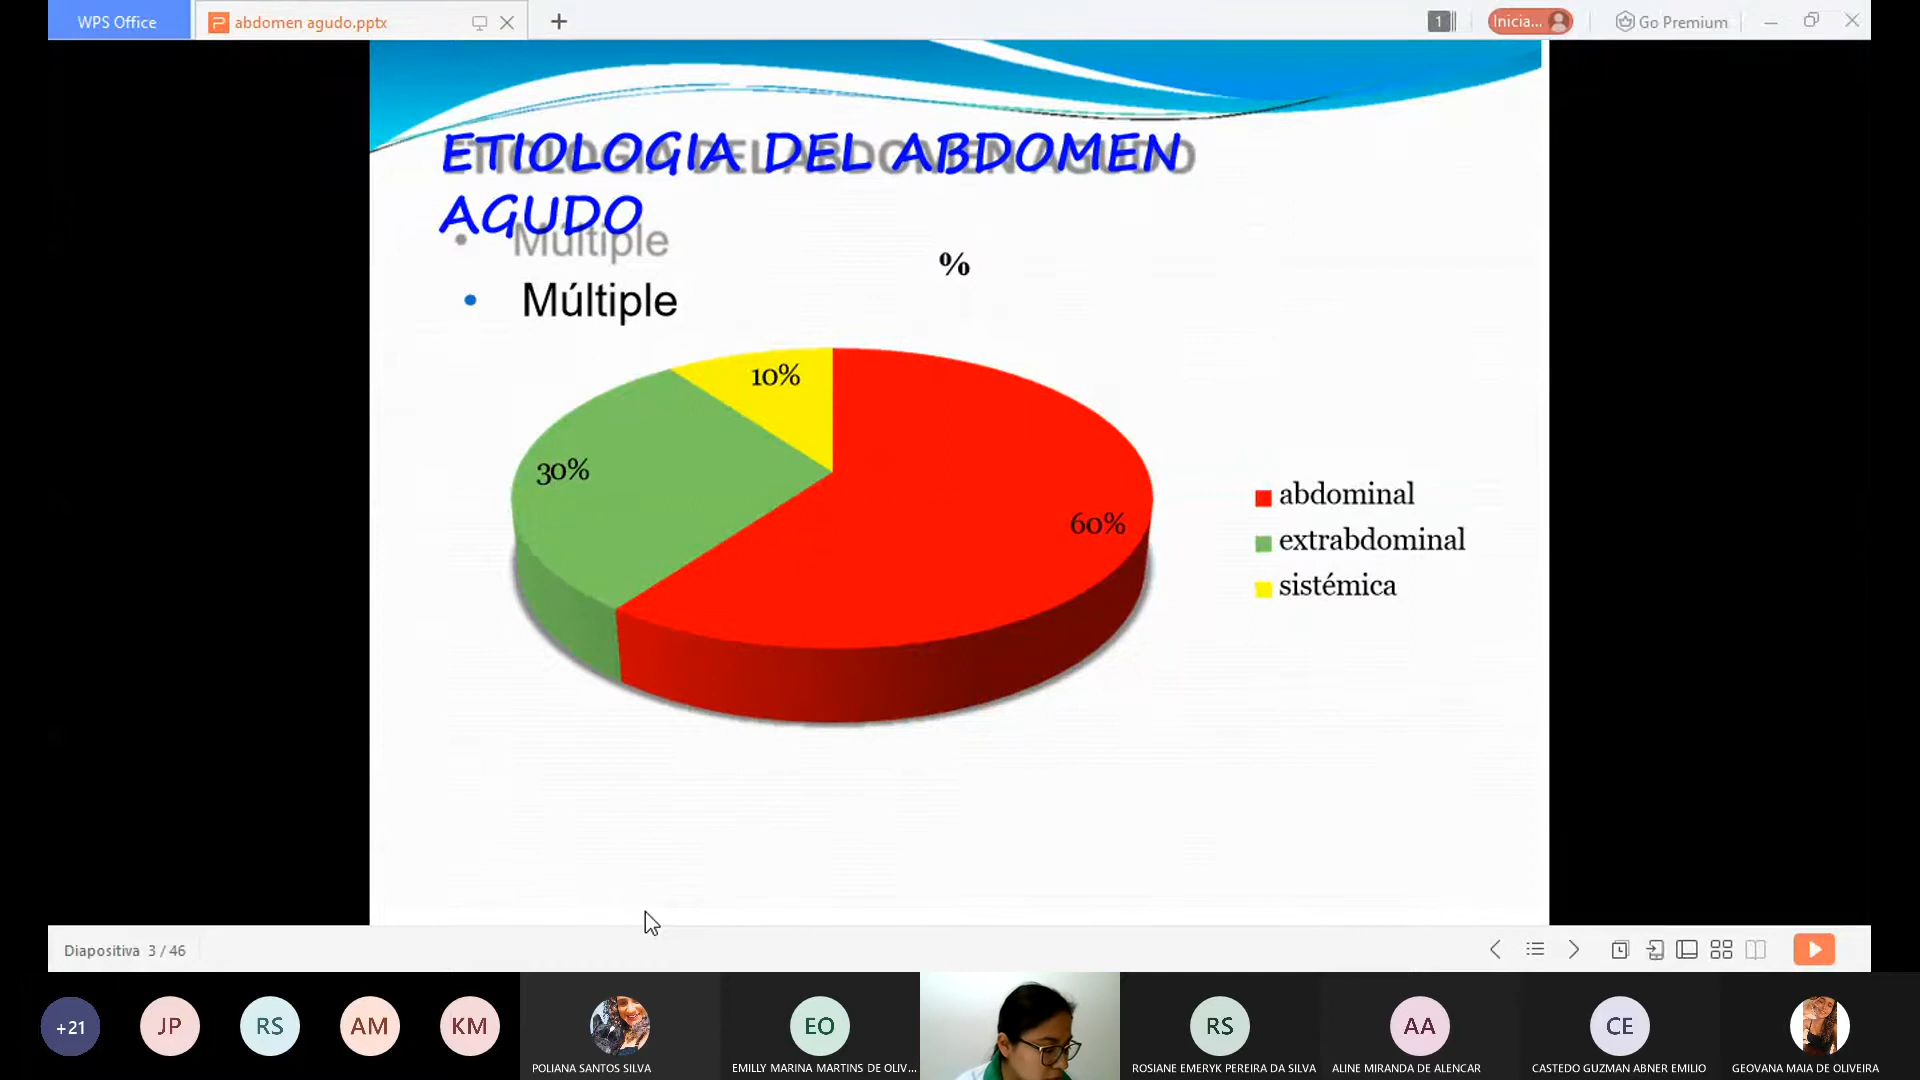 WPS Office
abdomen agudo.pptx
1
Inicia...
Go Premium
ETIOLOGIA DEL ABDOMEN
AGUDO
Múltiple
Múltiple
%
10%
30%
60%
abdominal
extrabdominal
sistémica
Diapositiva 3 / 46
+21
JP
RS
AM
KM
POLIANA SANTOS SILVA
EO
EMILLY MARINA MARTINS DE OLIV...
RS
ROSIANE EMERYK PEREIRA DA SILVA
AA
ALINE MIRANDA DE ALENCAR
CE
CASTEDO GUZMAN ABNER EMILIO
GEOVANA MAIA DE OLIVEIRA